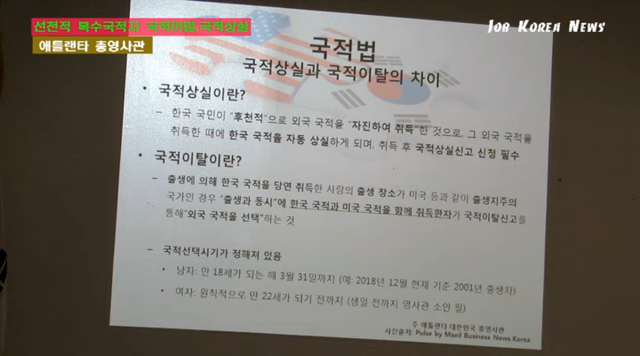 선천적 복수국적자 국적이탈,국적상실
JOB KOREA NEWS
애틀랜타 총영사관
국적법
국적상실과 국적이탈의 차이
• 국적상실이란?
– 한국 국민이 “후천적”으로 외국 국적을 “자진하여 취득”한 것으로, 그 외국 국적을
취득한 때에 한국 국적을 자동 상실하게 되며, 취득 후 국적상실신고 신청 필수
• 국적이탈이란?
– 출생에 의해 한국 국적을 당연 취득한 사람의 출생 장소가 미국 등과 같이 출생지주의
국가인 경우 “출생과 동시”에 한국 국적과 미국 국적을 함께 취득한자가 국적이탈신고를
통해“외국 국적을 선택”하는 것
– 국적선택시기가 정해져 있음
– 남자: 만 18세가 되는 해 3월 31일까지 (예: 2018년 12월 현재 기준 2001년 출생자)
– 여자: 원칙적으로 만 22세가 되기 전까지 (생일 전까지 영사관 소인 필)
주 애틀랜타 대한민국 총영사관
사진출처: Pulse by Maeil Business News Korea